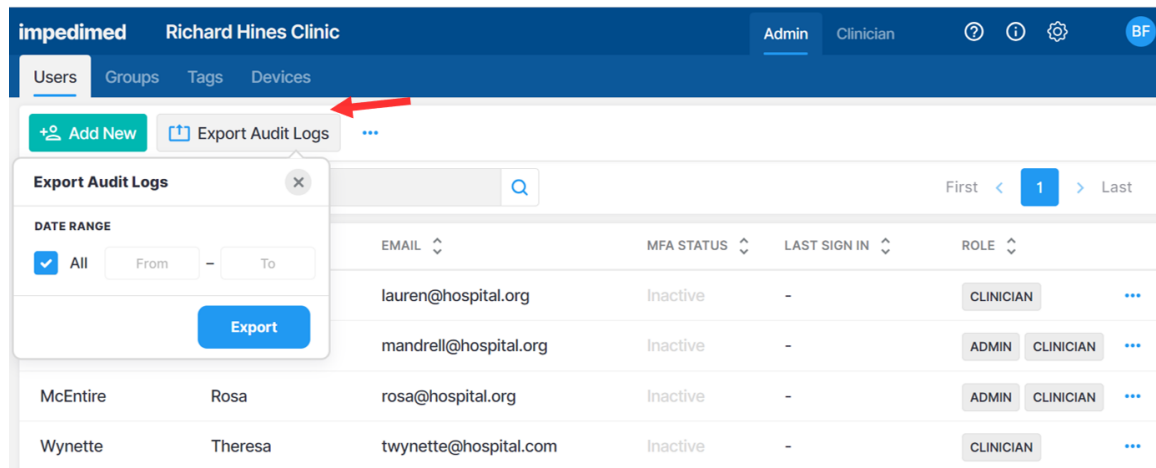 impedimed Richard Hines Clinic Admin Clinician BF
Users Groups Tags Devices
Add New Export Audit Logs
Export Audit Logs
First 1 Last
DATE RANGE
All From – To
Export
EMAIL MFA STATUS LAST SIGN IN ROLE
lauren@hospital.org Inactive - CLINICIAN
mandrell@hospital.org Inactive - ADMIN CLINICIAN
McEntire Rosa rosa@hospital.org Inactive - ADMIN CLINICIAN
Wynette Theresa twynette@hospital.com Inactive - CLINICIAN